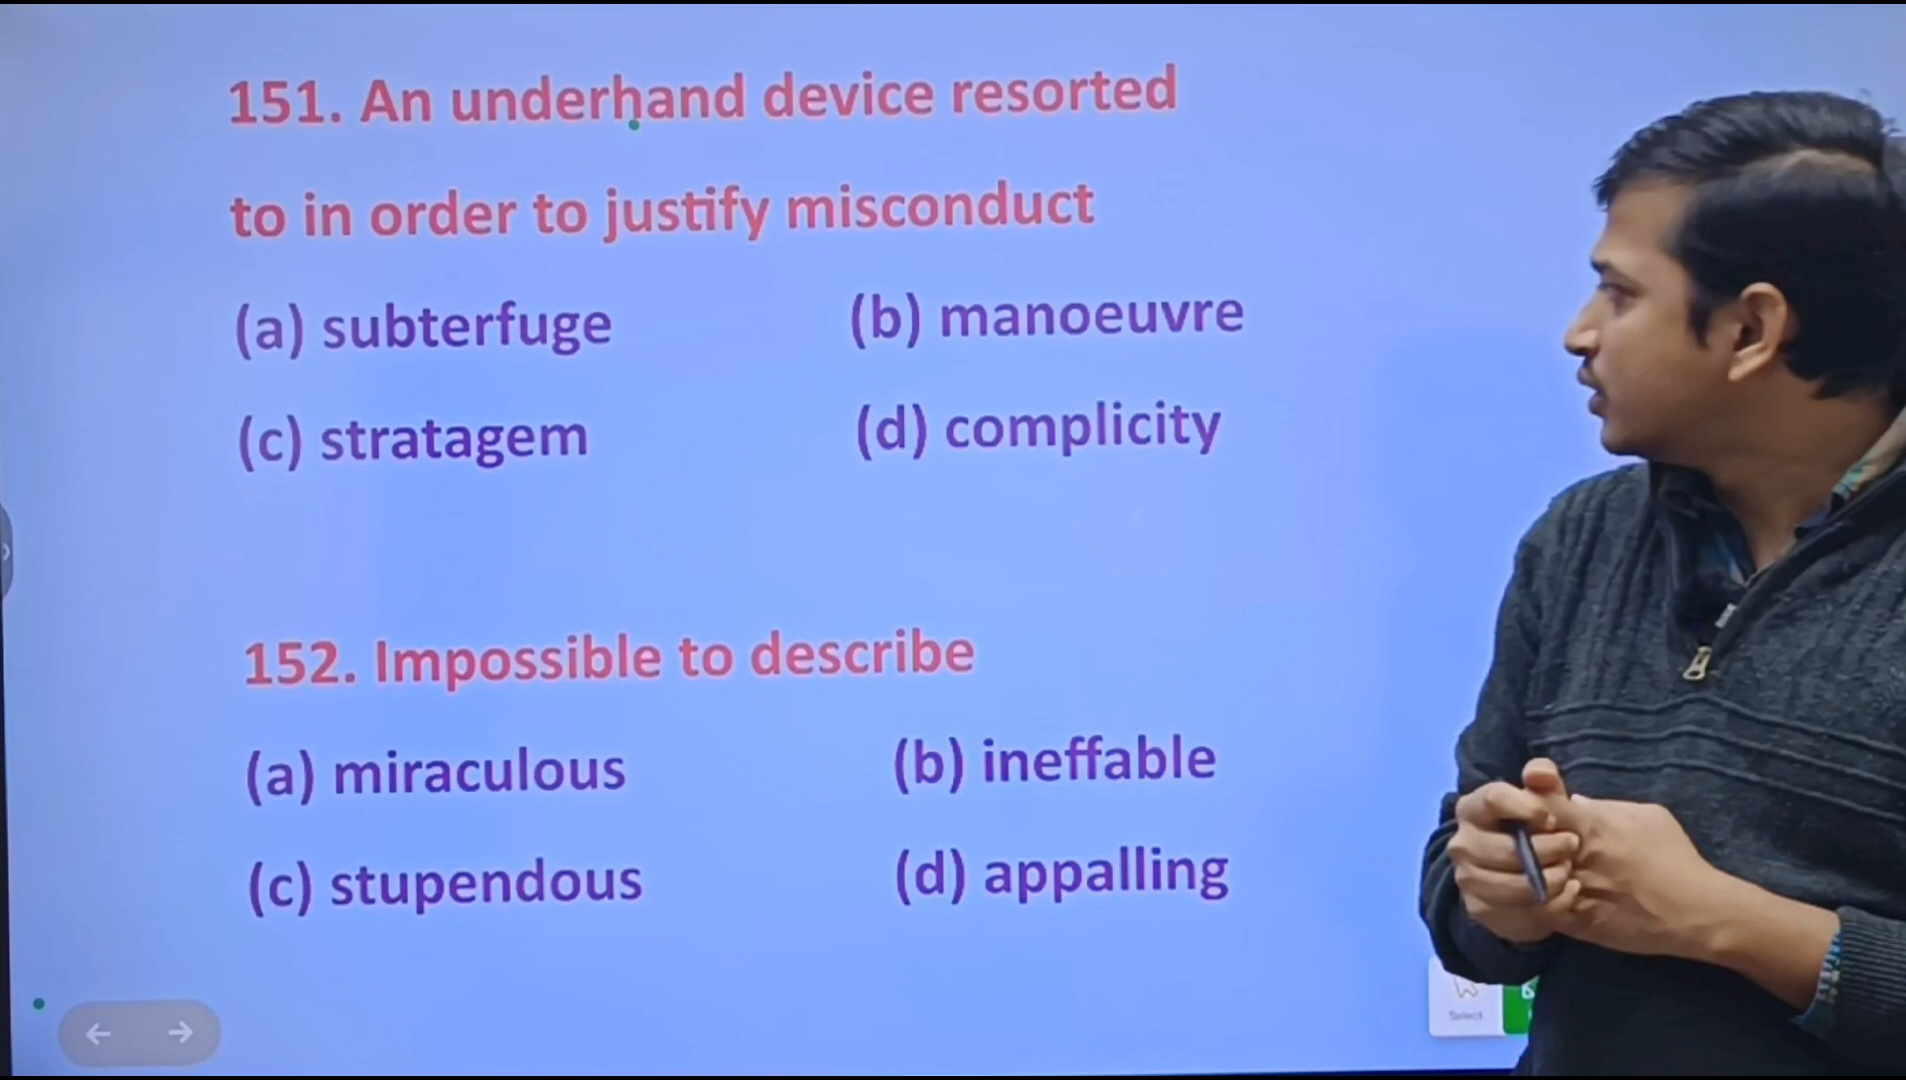 151. An underhand device resorted
to in order to justify misconduct
(a) subterfuge (b) manoeuvre
(c) stratagem (d) complicity
152. Impossible to describe
(a) miraculous (b) ineffable
(c) stupendous (d) appalling
Select